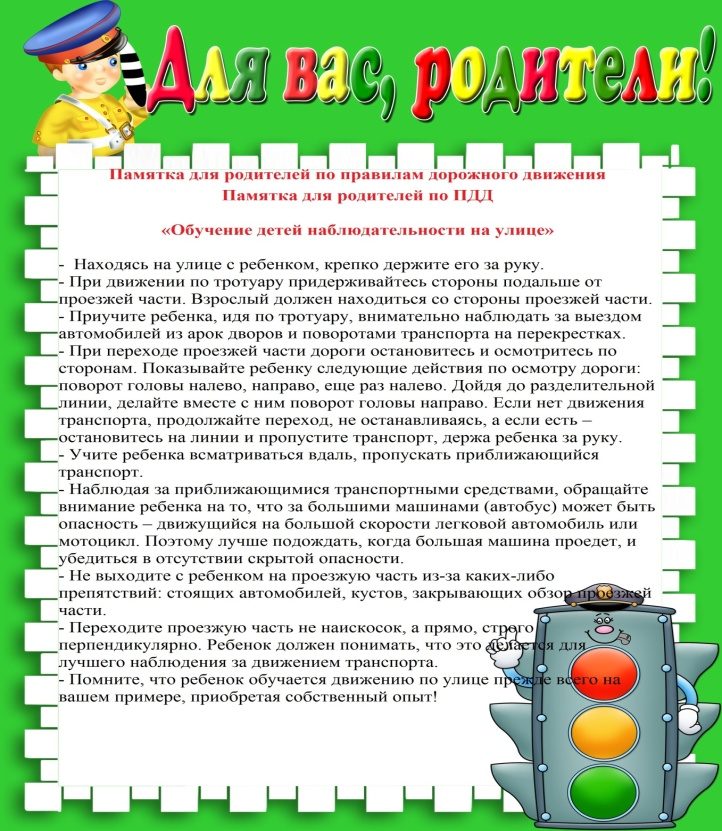 Для вас, родители!
Памятка для родителей по правилам дорожного движения
Памятка для родителей по ПДД
«Обучение детей наблюдательности на улице»
- Находясь на улице с ребенком, крепко держите его за руку.
- При движении по тротуару придерживайтесь стороны подальше от
проезжей части. Взрослый должен находиться со стороны проезжей части.
- Приучите ребенка, идя по тротуару, внимательно наблюдать за выездом
автомобилей из арок дворов и поворотами транспорта на перекрестках.
- При переходе проезжей части дороги остановитесь и осмотритесь по
сторонам. Показывайте ребенку следующие действия по осмотру дороги:
поворот головы налево, направо, еще раз налево. Дойдя до разделительной
линии, делайте вместе с ним поворот головы направо. Если нет движения
транспорта, продолжайте переход, не останавливаясь, а если есть –
остановитесь на линии и пропустите транспорт, держа ребенка за руку.
- Учите ребенка всматриваться вдаль, пропускать приближающийся
транспорт.
- Наблюдая за приближающимися транспортными средствами, обращайте
внимание ребенка на то, что за большими машинами (автобус) может быть
опасность – движущийся на большой скорости легковой автомобиль или
мотоцикл. Поэтому лучше подождать, когда большая машина проедет, и
убедиться в отсутствии скрытой опасности.
- Не выходите с ребенком на проезжую часть из-за каких-либо
препятствий: стоящих автомобилей, кустов, закрывающих обзор проезжей
части.
- Переходите проезжую часть не наискосок, а прямо, строго
перпендикулярно. Ребенок должен понимать, что это делается для
лучшего наблюдения за движением транспорта.
- Помните, что ребенок обучается движению по улице прежде всего на
вашем примере, приобретая собственный опыт!